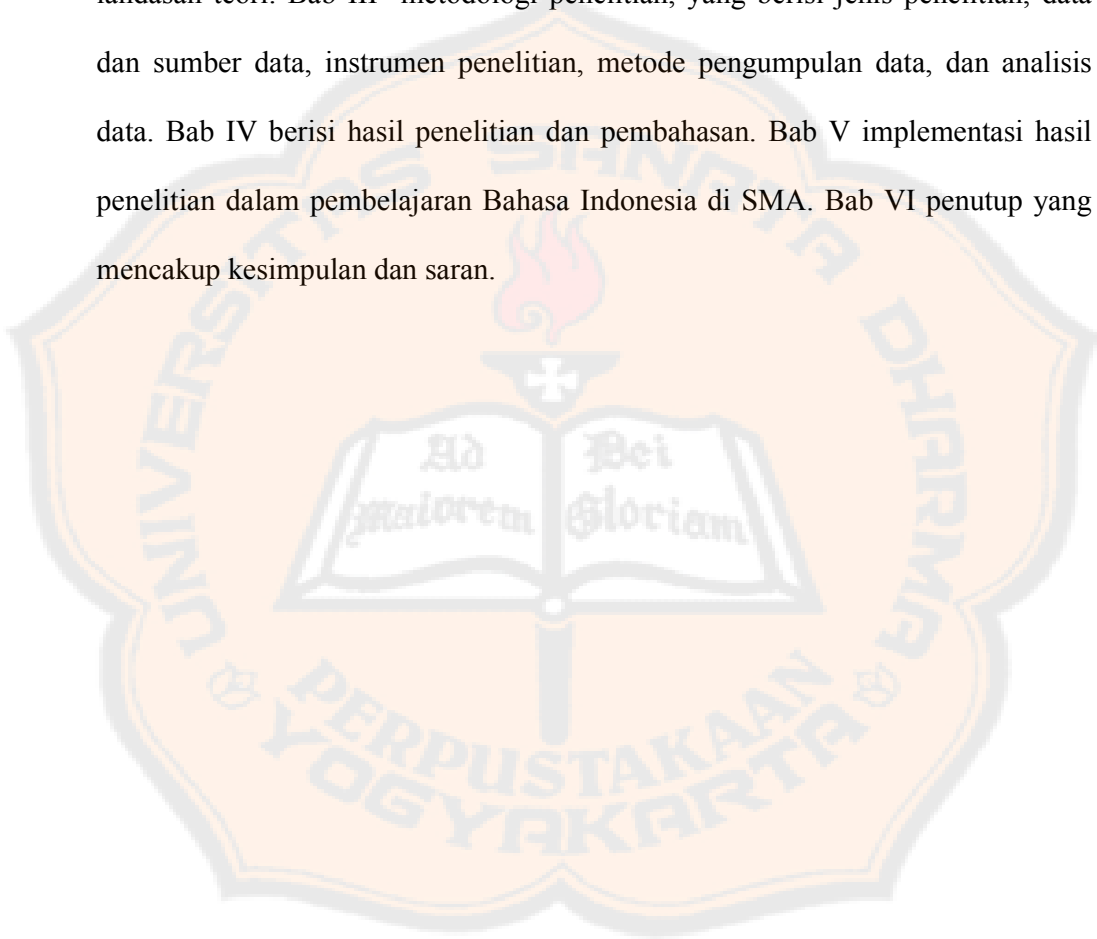 landasan teori. Bab III metodologi penelitian, yang berisi jenis penelitian, data
dan sumber data, instrumen penelitian, metode pengumpulan data, dan analisis
data. Bab IV berisi hasil penelitian dan pembahasan. Bab V implementasi hasil
penelitian dalam pembelajaran Bahasa Indonesia di SMA. Bab VI penutup yang
mencakup kesimpulan dan saran.
UNIVERSITAS SANATA DHARMA
Ad Dei
Maiorem Gloriam
PERPUSTAKAAN
YOGYAKARTA